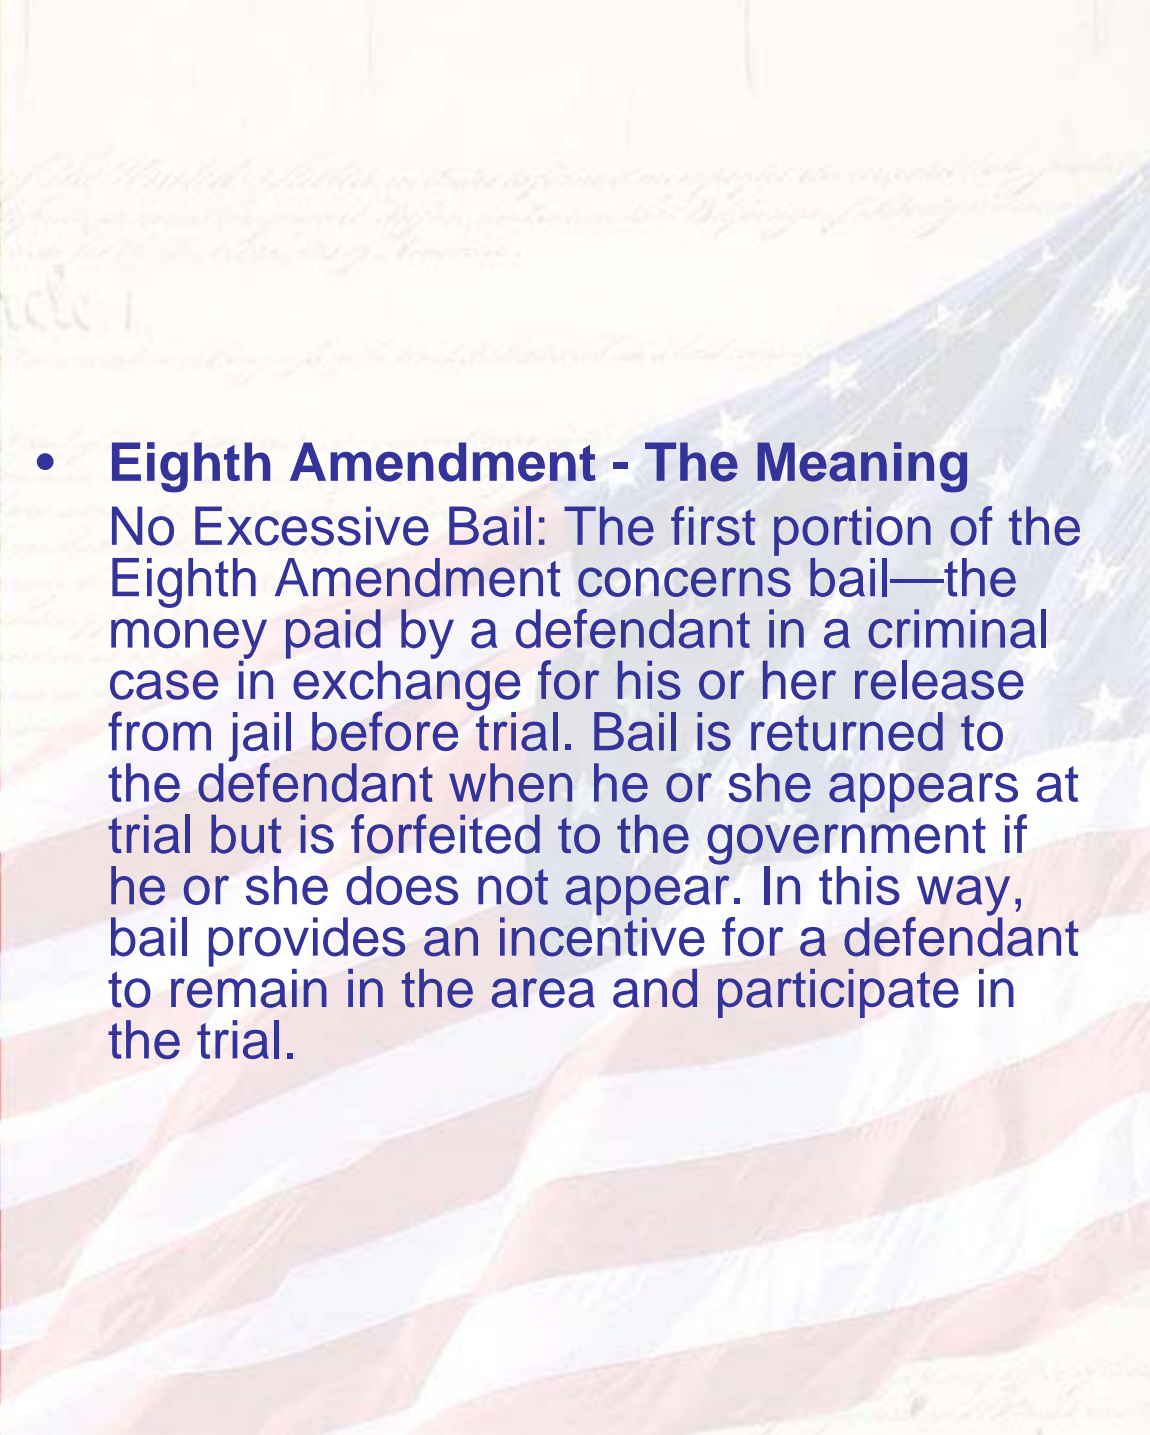 • Eighth Amendment - The Meaning
No Excessive Bail: The first portion of the
Eighth Amendment concerns bail—the
money paid by a defendant in a criminal
case in exchange for his or her release
from jail before trial. Bail is returned to
the defendant when he or she appears at
trial but is forfeited to the government if
he or she does not appear. In this way,
bail provides an incentive for a defendant
to remain in the area and participate in
the trial.